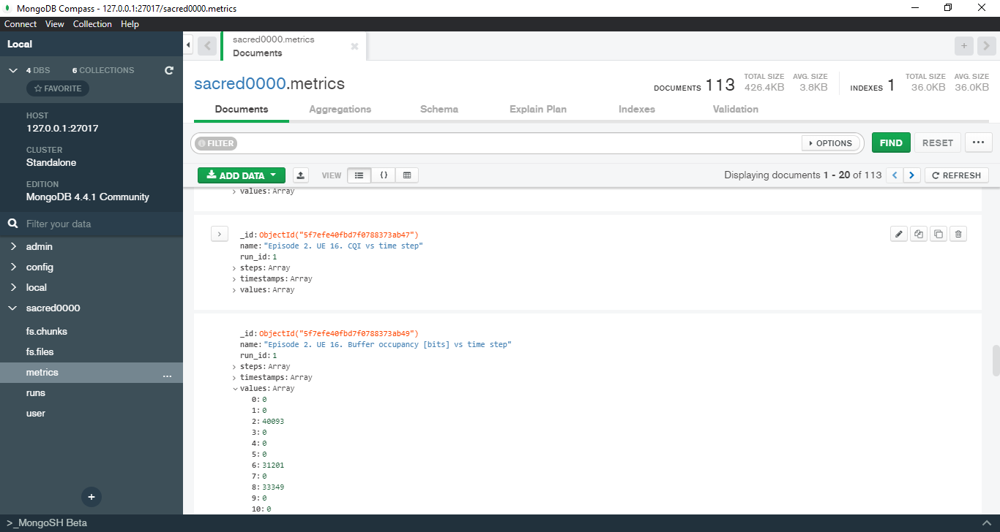 MongoDB Compass - 127.0.0.1:27017/sacred0000.metrics
Connect View Collection Help
Local
4 DBS 6 COLLECTIONS
FAVORITE
HOST
127.0.0.1:27017
CLUSTER
Standalone
EDITION
MongoDB 4.4.1 Community
Filter your data
admin
config
local
sacred0000
fs.chunks
fs.files
metrics ...
runs
user
+
sacred0000.metrics
Documents
sacred0000.metrics
DOCUMENTS 113 TOTAL SIZE 426.4KB AVG. SIZE 3.8KB INDEXES 1 TOTAL SIZE 36.0KB AVG. SIZE 36.0KB
Documents Aggregations Schema Explain Plan Indexes Validation
FILTER OPTIONS FIND RESET ...
ADD DATA VIEW {} Displaying documents 1 - 20 of 113 < > REFRESH
> values: Array
_id: ObjectId("5f7efe40fbd7f0788373ab47")
name: "Episode 2. UE 16. CQI vs time step"
run_id: 1
> steps: Array
> timestamps: Array
> values: Array
_id: ObjectId("5f7efe40fbd7f0788373ab49")
name: "Episode 2. UE 16. Buffer occupancy [bits] vs time step"
run_id: 1
> steps: Array
> timestamps: Array
values: Array
0: 0
1: 0
2: 40093
3: 0
4: 0
5: 0
6: 31201
7: 0
8: 33349
9: 0
10: 0
>_MongoSH Beta